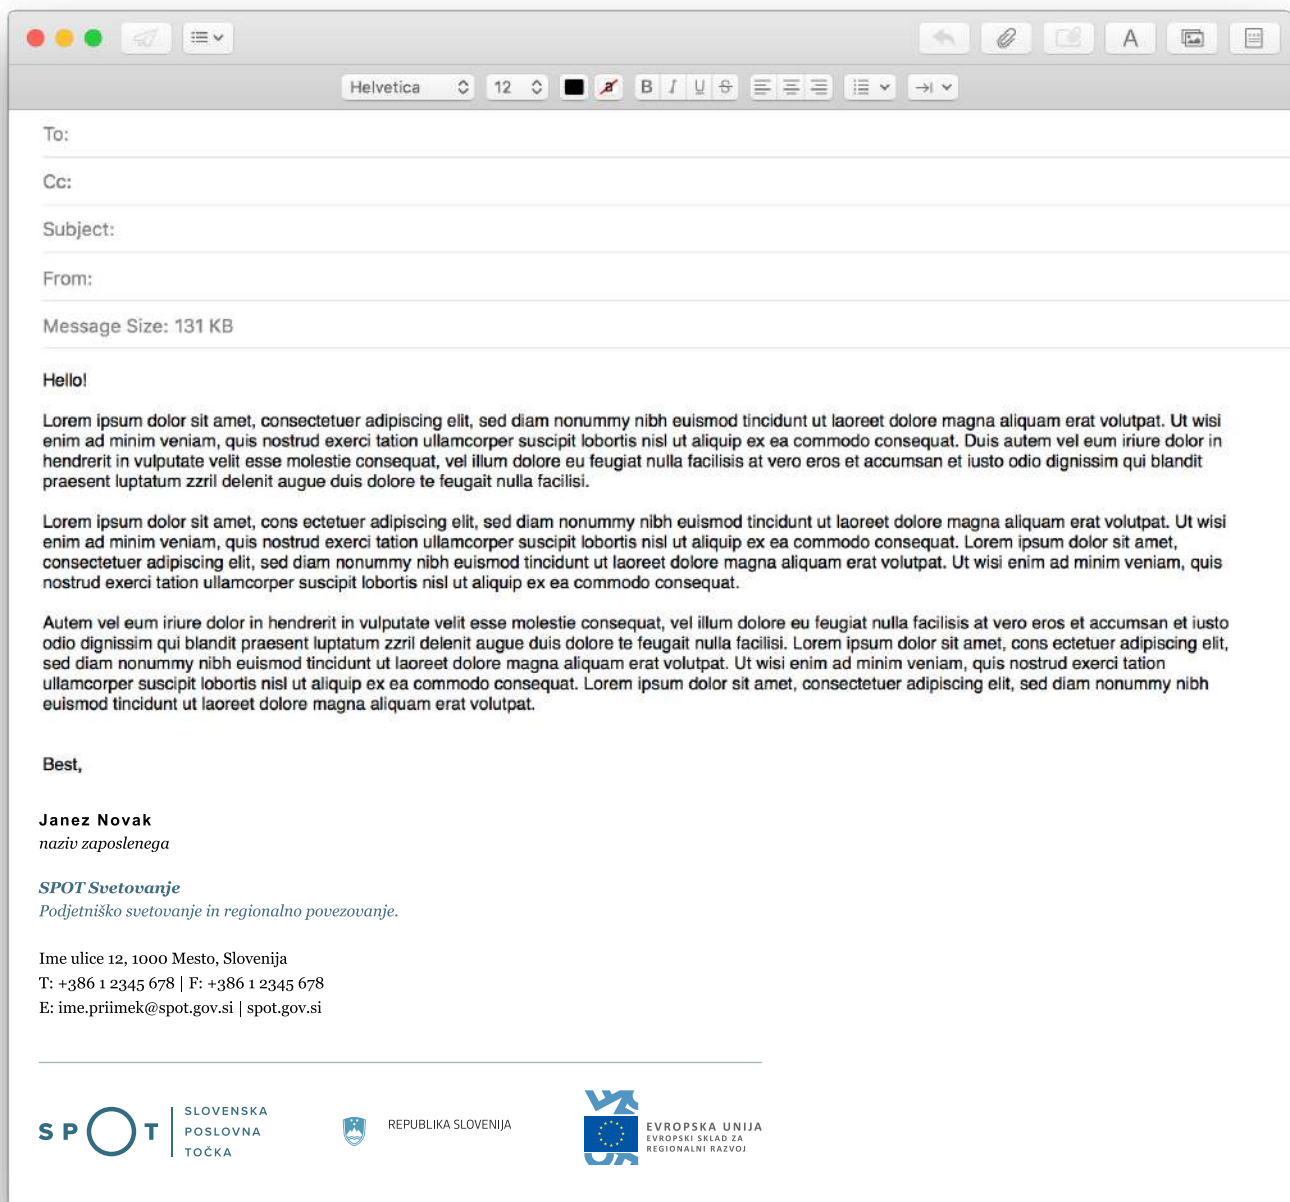 Helvetica 12 a B I U S
A
To:
Cc:
Subject:
From:
Message Size: 131 KB
Hello!
Lorem ipsum dolor sit amet, consectetuer adipiscing elit, sed diam nonummy nibh euismod tincidunt ut laoreet dolore magna aliquam erat volutpat. Ut wisi
enim ad minim veniam, quis nostrud exerci tation ullamcorper suscipit lobortis nisl ut aliquip ex ea commodo consequat. Duis autem vel eum iriure dolor in
hendrerit in vulputate velit esse molestie consequat, vel illum dolore eu feugiat nulla facilisis at vero eros et accumsan et iusto odio dignissim qui blandit
praesent luptatum zzril delenit augue duis dolore te feugait nulla facilisi.
Lorem ipsum dolor sit amet, cons ectetuer adipiscing elit, sed diam nonummy nibh euismod tincidunt ut laoreet dolore magna aliquam erat volutpat. Ut wisi
enim ad minim veniam, quis nostrud exerci tation ullamcorper suscipit lobortis nisl ut aliquip ex ea commodo consequat. Lorem ipsum dolor sit amet,
consectetuer adipiscing elit, sed diam nonummy nibh euismod tincidunt ut laoreet dolore magna aliquam erat volutpat. Ut wisi enim ad minim veniam, quis
nostrud exerci tation ullamcorper suscipit lobortis nisl ut aliquip ex ea commodo consequat.
Autem vel eum iriure dolor in hendrerit in vulputate velit esse molestie consequat, vel illum dolore eu feugiat nulla facilisis at vero eros et accumsan et iusto
odio dignissim qui blandit praesent luptatum zzril delenit augue duis dolore te feugait nulla facilisi. Lorem ipsum dolor sit amet, cons ectetuer adipiscing elit,
sed diam nonummy nibh euismod tincidunt ut laoreet dolore magna aliquam erat volutpat. Ut wisi enim ad minim veniam, quis nostrud exerci tation
ullamcorper suscipit lobortis nisl ut aliquip ex ea commodo consequat. Lorem ipsum dolor sit amet, consectetuer adipiscing elit, sed diam nonummy nibh
euismod tincidunt ut laoreet dolore magna aliquam erat volutpat.
Best,
Janez Novak
naziv zaposlenega
SPOT Svetovanje
Podjetniško svetovanje in regionalno povezovanje.
Ime ulice 12, 1000 Mesto, Slovenija
T: +386 1 2345 678 | F: +386 1 2345 678
E: ime.priimek@spot.gov.si | spot.gov.si
SPOT
SLOVENSKA
POSLOVNA
TOČKA
REPUBLIKA SLOVENIJA
EVROPSKA UNIJA
EVROPSKI SKLAD ZA
REGIONALNI RAZVOJ